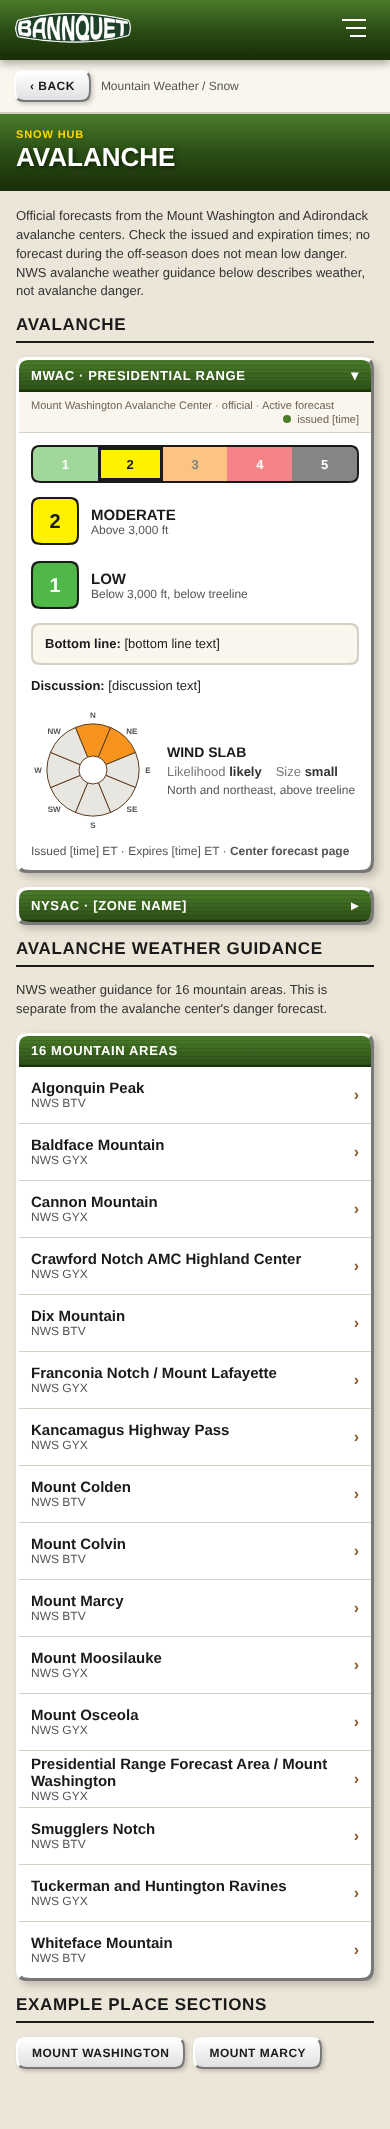 BANNQUET
‹ BACK
Mountain Weather / Snow
SNOW HUB
AVALANCHE
Official forecasts from the Mount Washington and Adirondack
avalanche centers. Check the issued and expiration times; no
forecast during the off-season does not mean low danger.
NWS avalanche weather guidance below describes weather,
not avalanche danger.
AVALANCHE
MWAC · PRESIDENTIAL RANGE ▾
Mount Washington Avalanche Center · official · Active forecast
issued [time]
1 2 3 4 5
2
MODERATE
Above 3,000 ft
1
LOW
Below 3,000 ft, below treeline
Bottom line: [bottom line text]
Discussion: [discussion text]
N
NW NE
W E
SW SE
S
WIND SLAB
Likelihood likely Size small
North and northeast, above treeline
Issued [time] ET · Expires [time] ET · Center forecast page
NYSAC · [ZONE NAME] ▸
AVALANCHE WEATHER GUIDANCE
NWS weather guidance for 16 mountain areas. This is
separate from the avalanche center's danger forecast.
16 MOUNTAIN AREAS
Algonquin Peak
NWS BTV ›
Baldface Mountain
NWS GYX ›
Cannon Mountain
NWS GYX ›
Crawford Notch AMC Highland Center
NWS GYX ›
Dix Mountain
NWS BTV ›
Franconia Notch / Mount Lafayette
NWS GYX ›
Kancamagus Highway Pass
NWS GYX ›
Mount Colden
NWS BTV ›
Mount Colvin
NWS BTV ›
Mount Marcy
NWS BTV ›
Mount Moosilauke
NWS GYX ›
Mount Osceola
NWS GYX ›
Presidential Range Forecast Area / Mount
Washington
NWS GYX ›
Smugglers Notch
NWS BTV ›
Tuckerman and Huntington Ravines
NWS GYX ›
Whiteface Mountain
NWS BTV ›
EXAMPLE PLACE SECTIONS
MOUNT WASHINGTON
MOUNT MARCY